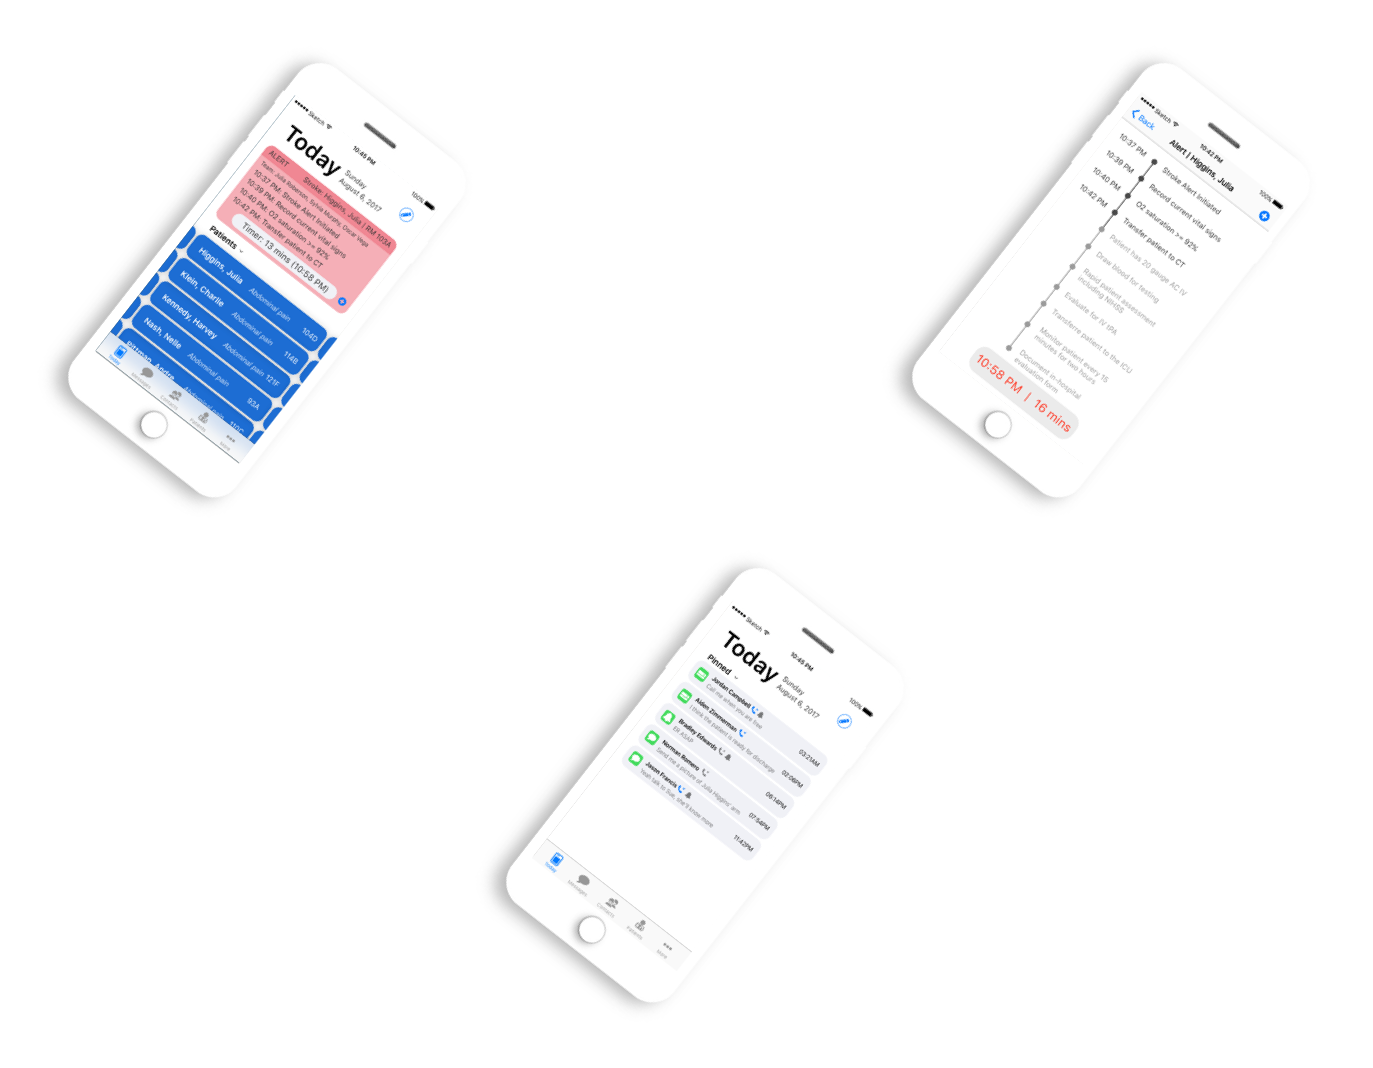 Sketch
10:45 PM
100%
Today
Sunday
August 6, 2017
ALERT
Stroke: Higgins, Julia | RM 103A
Team: Julia Roberson, Sylvia Murphy, Oscar Vega
10:37 PM: Stroke Alert Initiated
10:39 PM: Record current vital signs
10:40 PM: O2 saturation >= 92%
10:42 PM: Transfer patient to CT
Timer: 13 mins (10:58 PM)
Patients
Higgins, Julia Abdominal pain 104D
Klein, Charlie Abdominal pain 114B
Kennedy, Harvey Abdominal pain 121F
Nash, Nelle Abdominal pain 93A
Pittman, Andre Abdominal pain 110C
Today
Messages
Contacts
Patients
More
Sketch
10:42 PM
100%
Back
Alert | Higgins, Julia
10:37 PM Stroke Alert Initiated
10:39 PM Record current vital signs
10:40 PM O2 saturation >= 92%
10:42 PM Transfer patient to CT
Patient has 20 gauge AC IV
Draw blood for testing
Rapid patient assessment
including NIHSS
Evaluate for IV tPA
Transferre patient to the ICU
Monitor patient every 15
minutes for two hours
Document in-hospital
evaluation form
10:58 PM | 16 mins
Sketch
10:45 PM
100%
Today
Sunday
August 6, 2017
Pinned
Jordan Campbell
Call me when you are free
03:21AM
Aiden Zimmerman
I think the patient is ready for discharge
02:06PM
Bradley Edwards
ER ASAP
06:14PM
Norman Romero
Send me a picture of Julia Higgins' arm
07:54PM
Jason Francis
Yeah talk to Tive, she'll know more
11:42PM
Today
Messages
Contacts
Patients
More